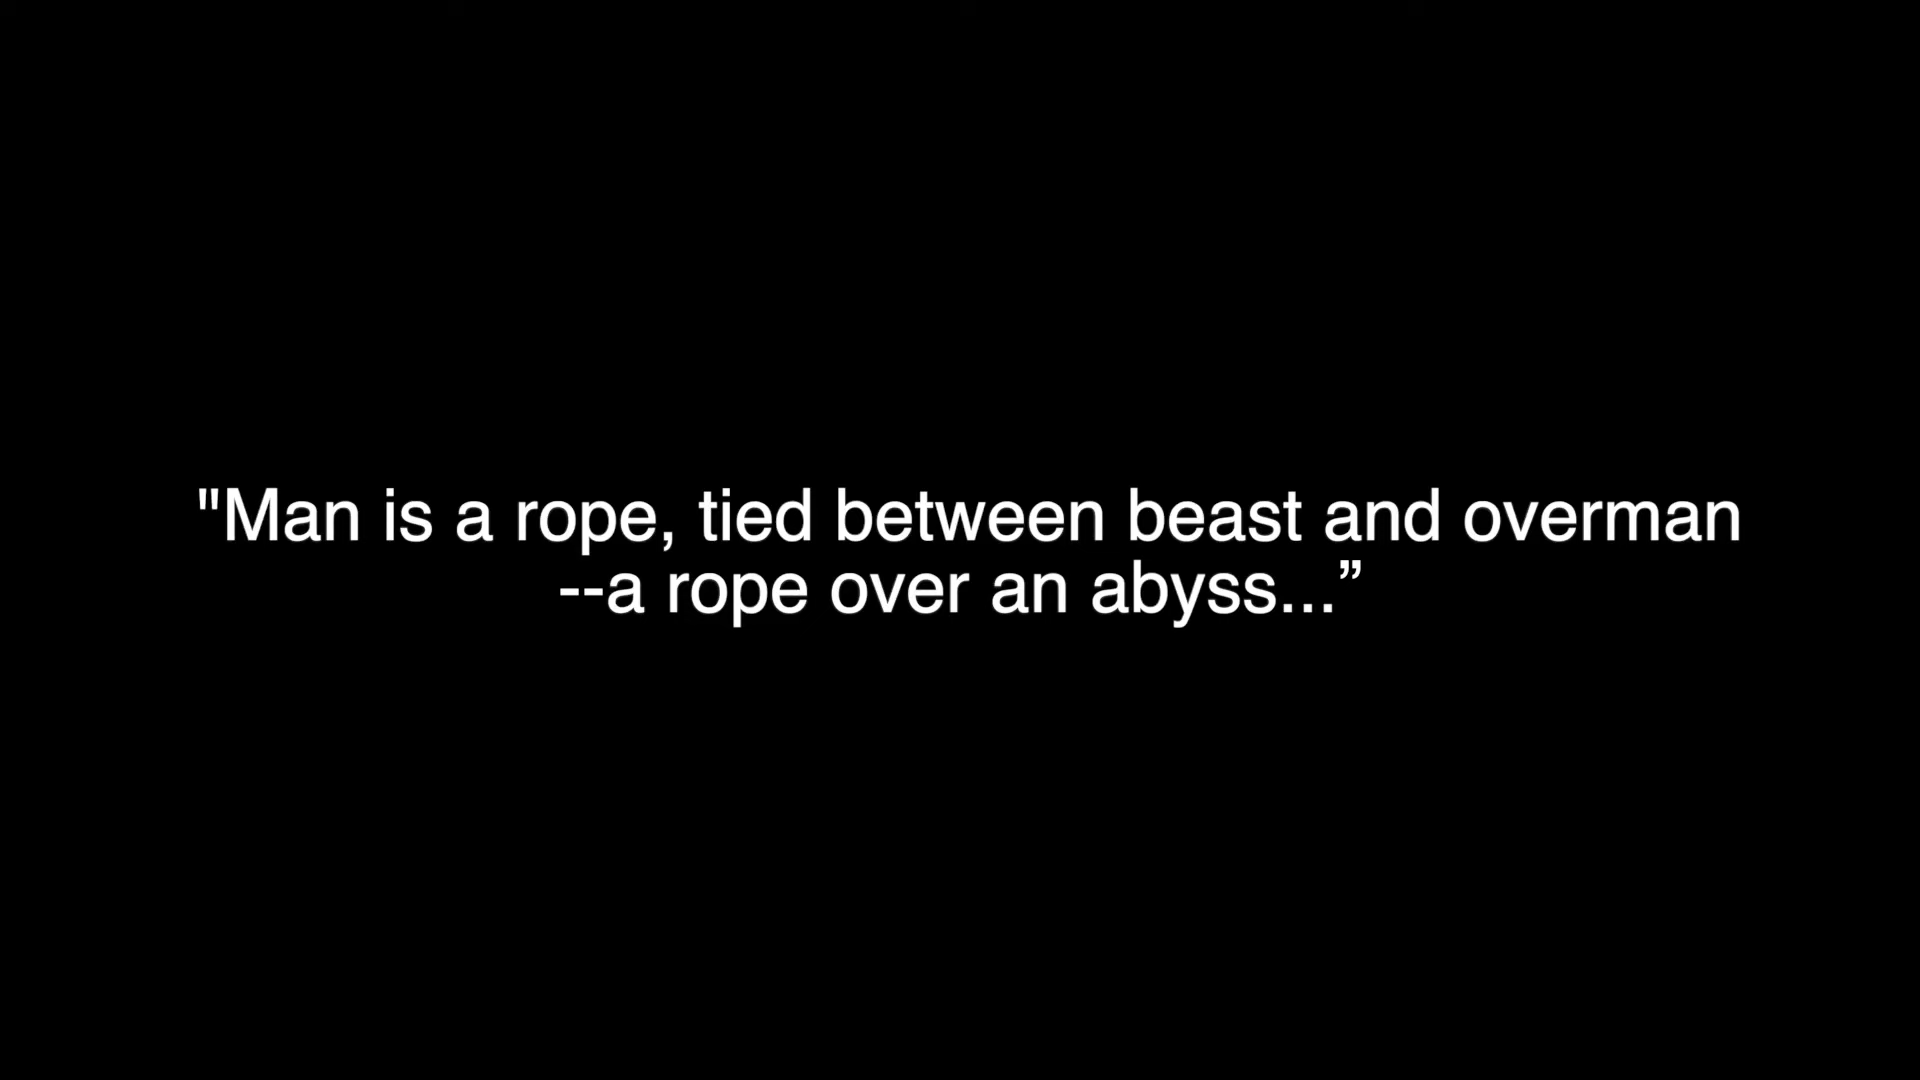 "Man is a rope, tied between beast and overman
--a rope over an abyss...”